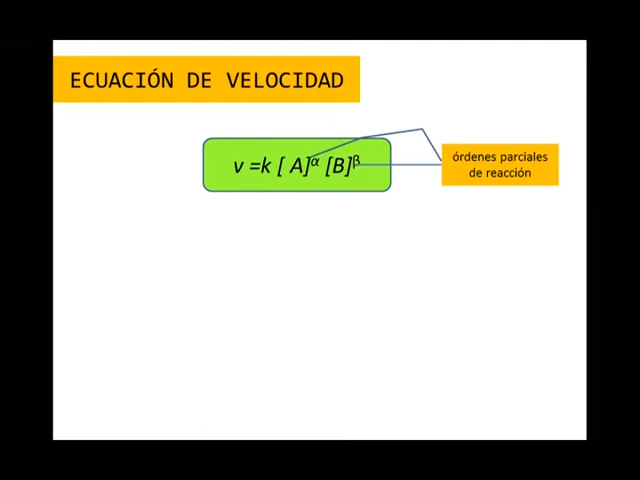 ECUACIÓN DE VELOCIDAD
v =k [ A]ᵅ [B]ᵝ
órdenes parciales
de reacción